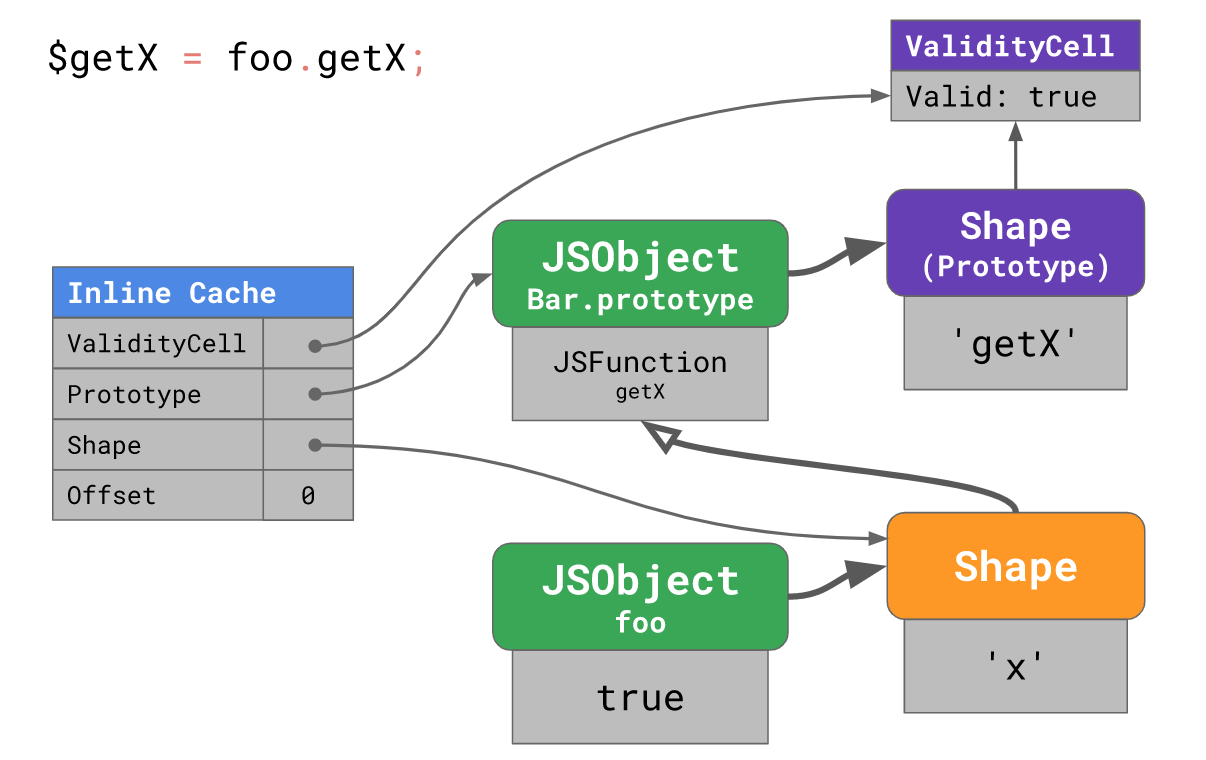 $getX = foo.getX;
ValidityCell
Valid: true
Inline Cache
ValidityCell
Prototype
Shape
Offset 0
JSObject
Bar.prototype
JSFunction
getX
Shape
(Prototype)
'getX'
JSObject
foo
true
Shape
'x'